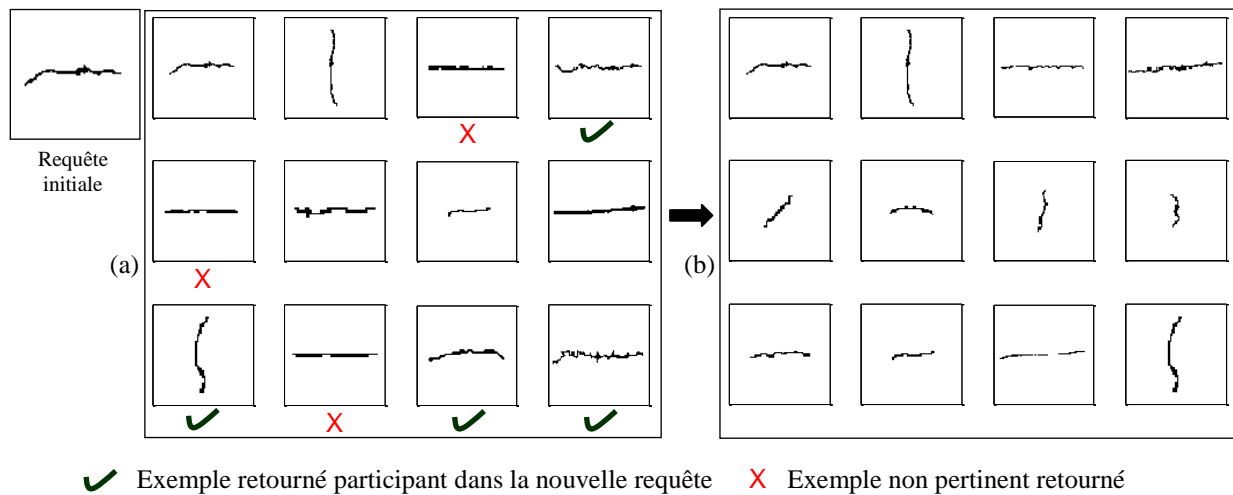 Requête
initiale
(a)
X
X
X
(b)
Exemple retourné participant dans la nouvelle requête
X Exemple non pertinent retourné